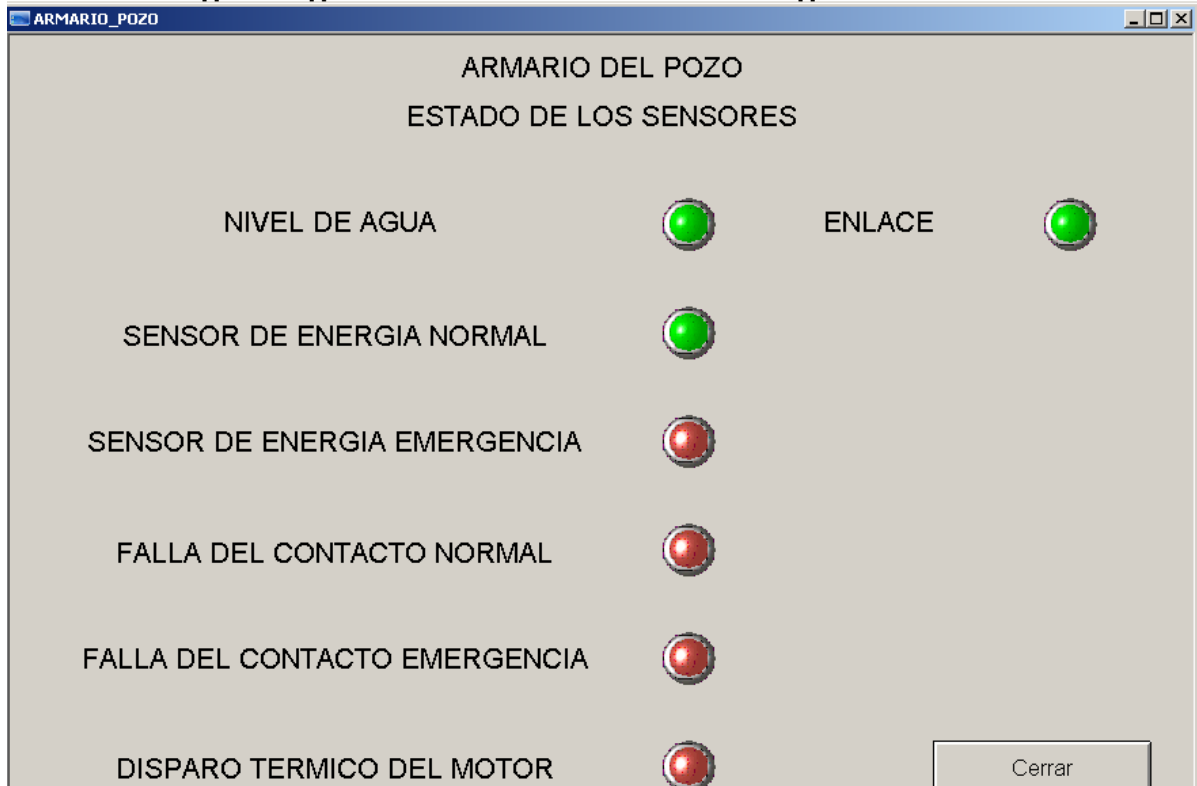 ARMARIO_POZO
ARMARIO DEL POZO
ESTADO DE LOS SENSORES
NIVEL DE AGUA
ENLACE
SENSOR DE ENERGIA NORMAL
SENSOR DE ENERGIA EMERGENCIA
FALLA DEL CONTACTO NORMAL
FALLA DEL CONTACTO EMERGENCIA
DISPARO TERMICO DEL MOTOR
Cerrar